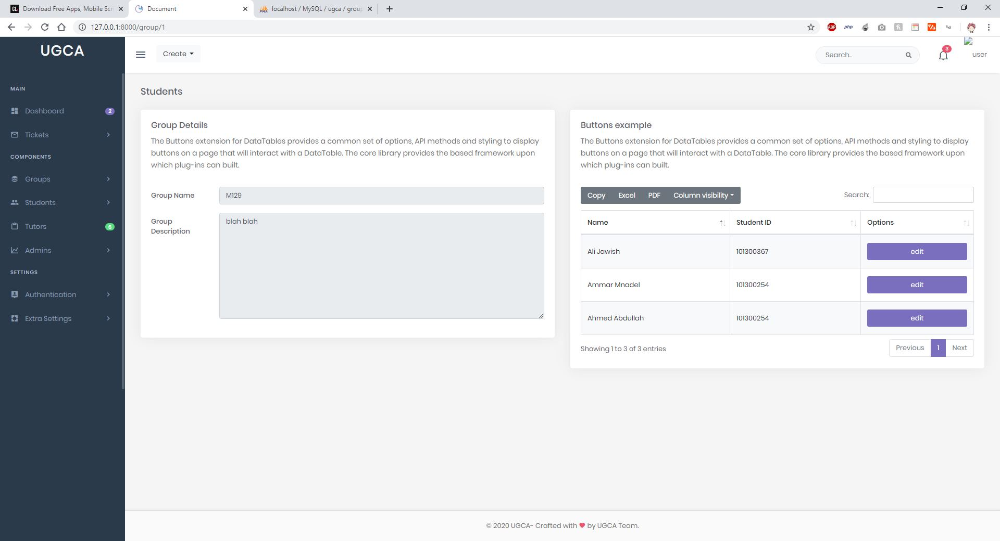 Download Free Apps, Mobile Scr
Document
localhost / MySQL / ugca / group
127.0.0.1:8000/group/1
ABP
php
UGCA
Create
Search..
3
user
MAIN
Dashboard
2
Tickets
COMPONENTS
Groups
Students
Tutors
6
Admins
SETTINGS
Authentication
Extra Settings
Students
Group Details
The Buttons extension for DataTables provides a common set of options, API methods and styling to display
buttons on a page that will interact with a DataTable. The core library provides the based framework upon
which plug-ins can built.
Group Name
M129
Group
Description
blah blah
Buttons example
The Buttons extension for DataTables provides a common set of options, API methods and styling to display
buttons on a page that will interact with a DataTable. The core library provides the based framework upon
which plug-ins can built.
Copy Excel PDF Column visibility
Search:
Name Student ID Options
Ali Jawish 101300367 edit
Ammar Mnadel 101300254 edit
Ahmed Abdullah 101300254 edit
Showing 1 to 3 of 3 entries
Previous 1 Next
© 2020 UGCA- Crafted with ❤ by UGCA Team.